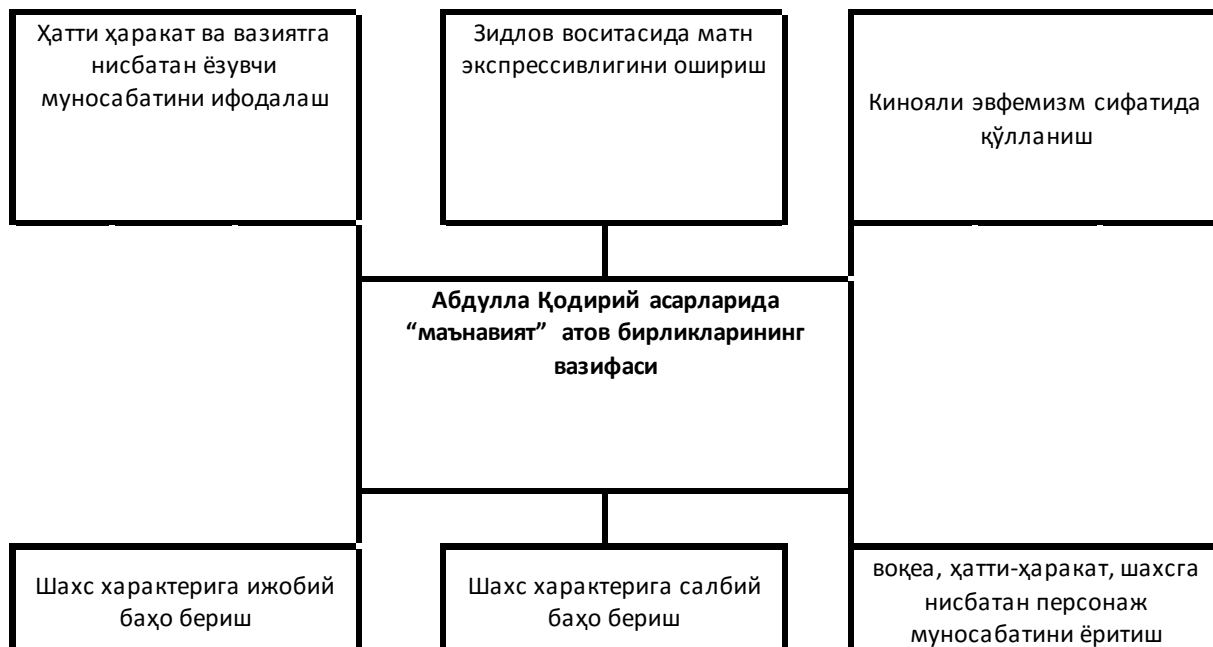 Ҳатти ҳаракат ва вазиятга
нисбатан ёзувчи
муносабатини ифодалаш
Зидлов воситасида матн
экспрессивлигини ошириш
Кинояли эвфемизм сифатида
қўлланиш
Абдулла Қодирий асарларида
“маънавият” атов бирликларининг
вазифаси
Шахс характерига ижобий
баҳо бериш
Шахс характерига салбий
баҳо бериш
воқеа, ҳатти-ҳаракат, шахсга
нисбатан персонаж
муносабатини ёритиш